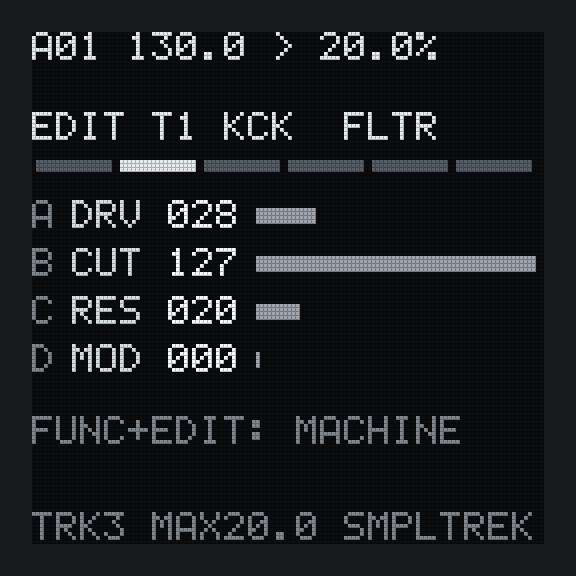 A01 130.0 > 20.0%
EDIT T1 KCK FLTR
A DRV 028
B CUT 127
C RES 020
D MOD 000
FUNC+EDIT: MACHINE
TRK3 MAX20.0 SMPLTREK